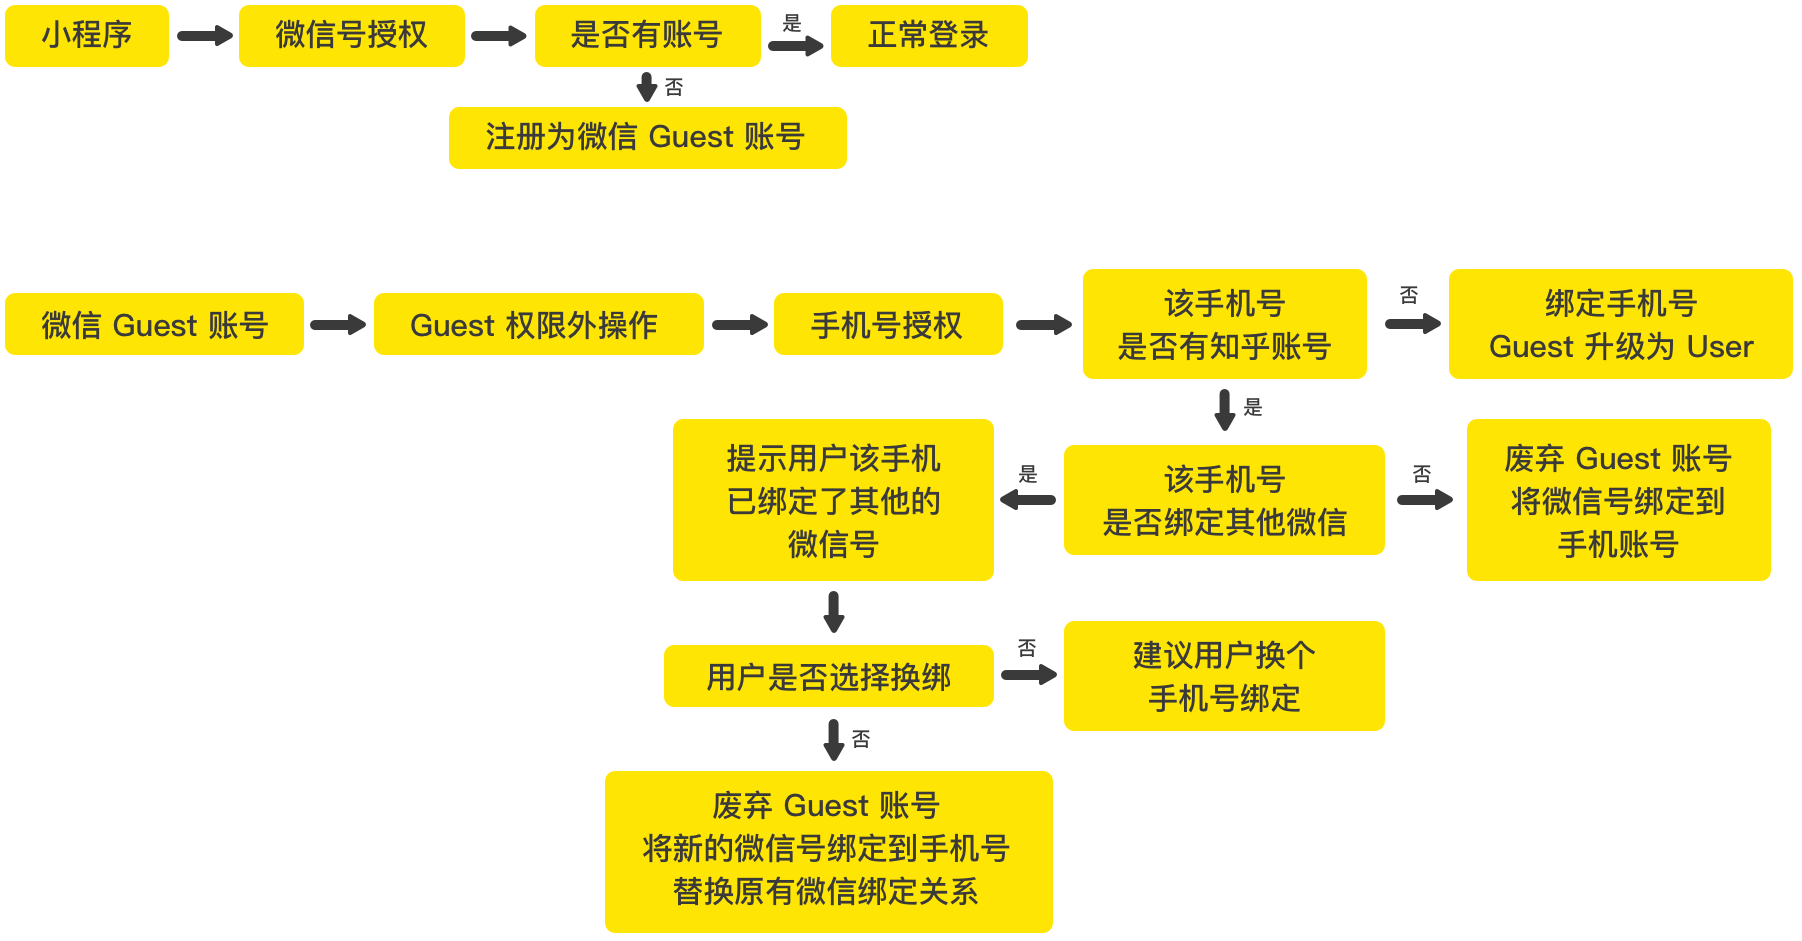 小程序
微信号授权
是否有账号
是
正常登录
否
注册为微信 Guest 账号
微信 Guest 账号
Guest 权限外操作
手机号授权
该手机号
是否有知乎账号
否
绑定手机号
Guest 升级为 User
是
该手机号
是否绑定其他微信
否
废弃 Guest 账号
将微信号绑定到
手机账号
是
提示用户该手机
已绑定了其他的
微信号
用户是否选择换绑
否
建议用户换个
手机号绑定
否
废弃 Guest 账号
将新的微信号绑定到手机号
替换原有微信绑定关系